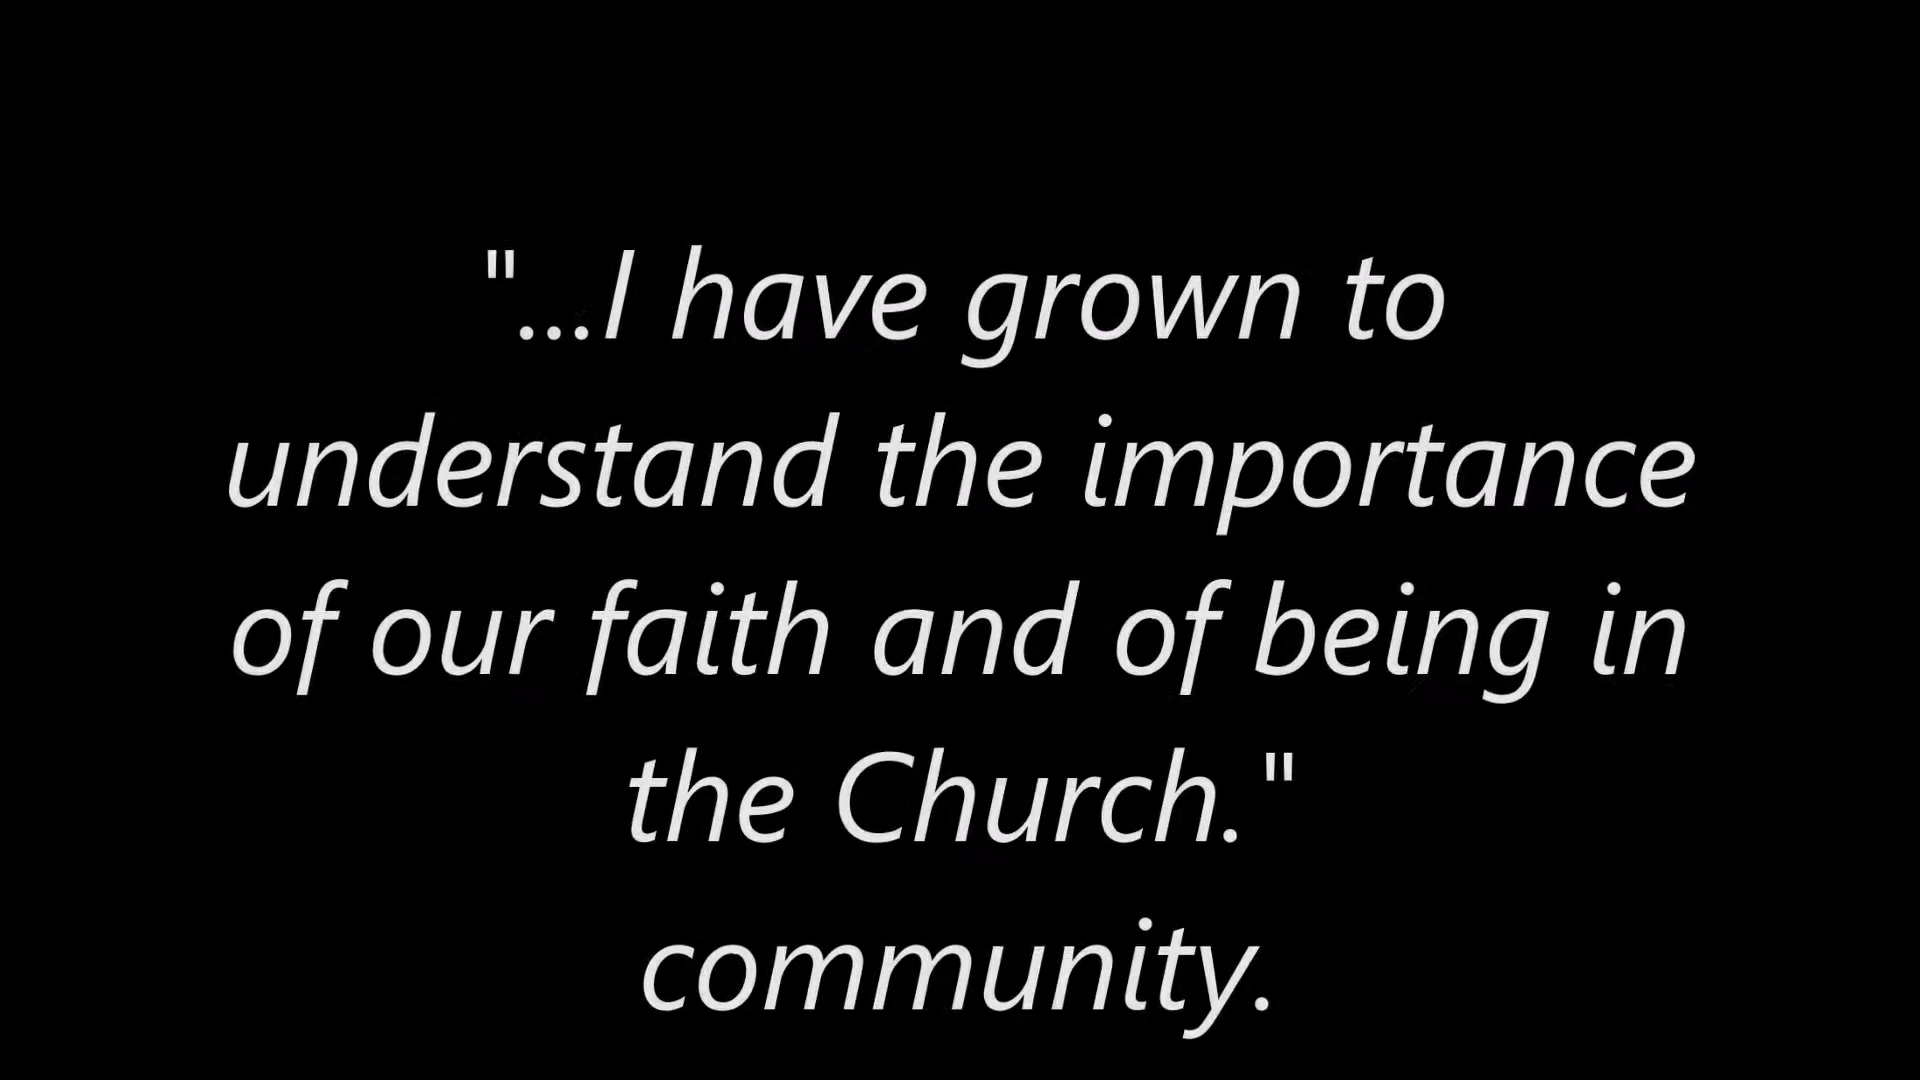 "...I have grown to
understand the importance
of our faith and of being in
the Church."
community.